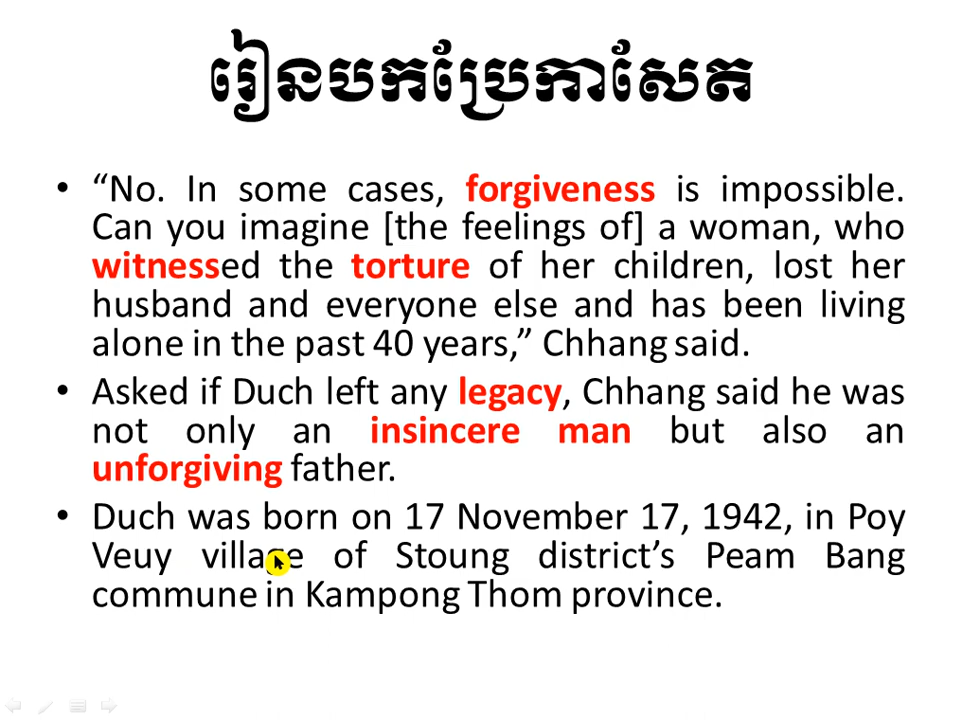 រៀនបកប្រែកាសែត
• “No. In some cases, forgiveness is impossible.
Can you imagine [the feelings of] a woman, who
witnessed the torture of her children, lost her
husband and everyone else and has been living
alone in the past 40 years,” Chhang said.
• Asked if Duch left any legacy, Chhang said he was
not only an insincere man but also an
unforgiving father.
• Duch was born on 17 November 17, 1942, in Poy
Veuy village of Stoung district’s Peam Bang
commune in Kampong Thom province.